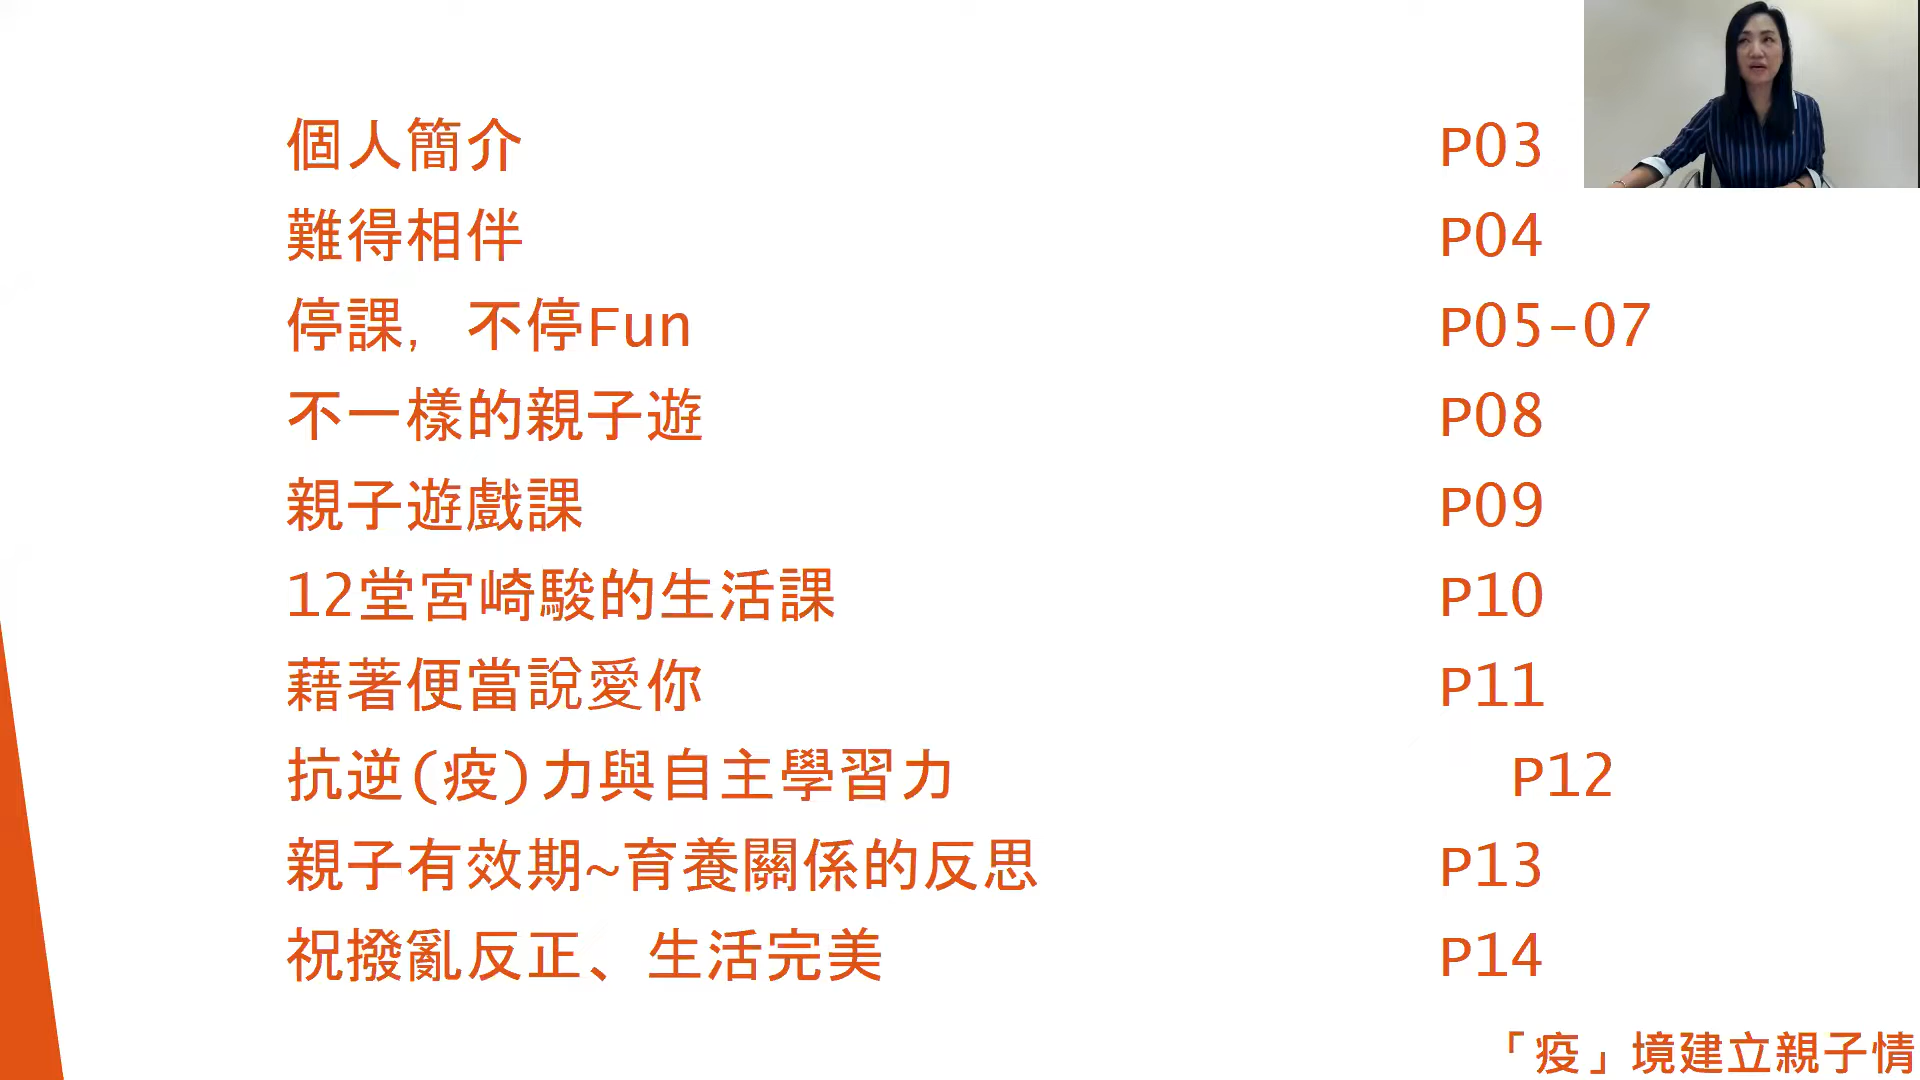 個人簡介 P03
難得相伴 P04
停課, 不停Fun P05-07
不一樣的親子遊 P08
親子遊戲課 P09
12堂宮崎駿的生活課 P10
藉著便當說愛你 P11
抗逆(疫)力與自主學習力 P12
親子有效期~育養關係的反思 P13
祝撥亂反正、生活完美 P14
「疫」境建立親子情